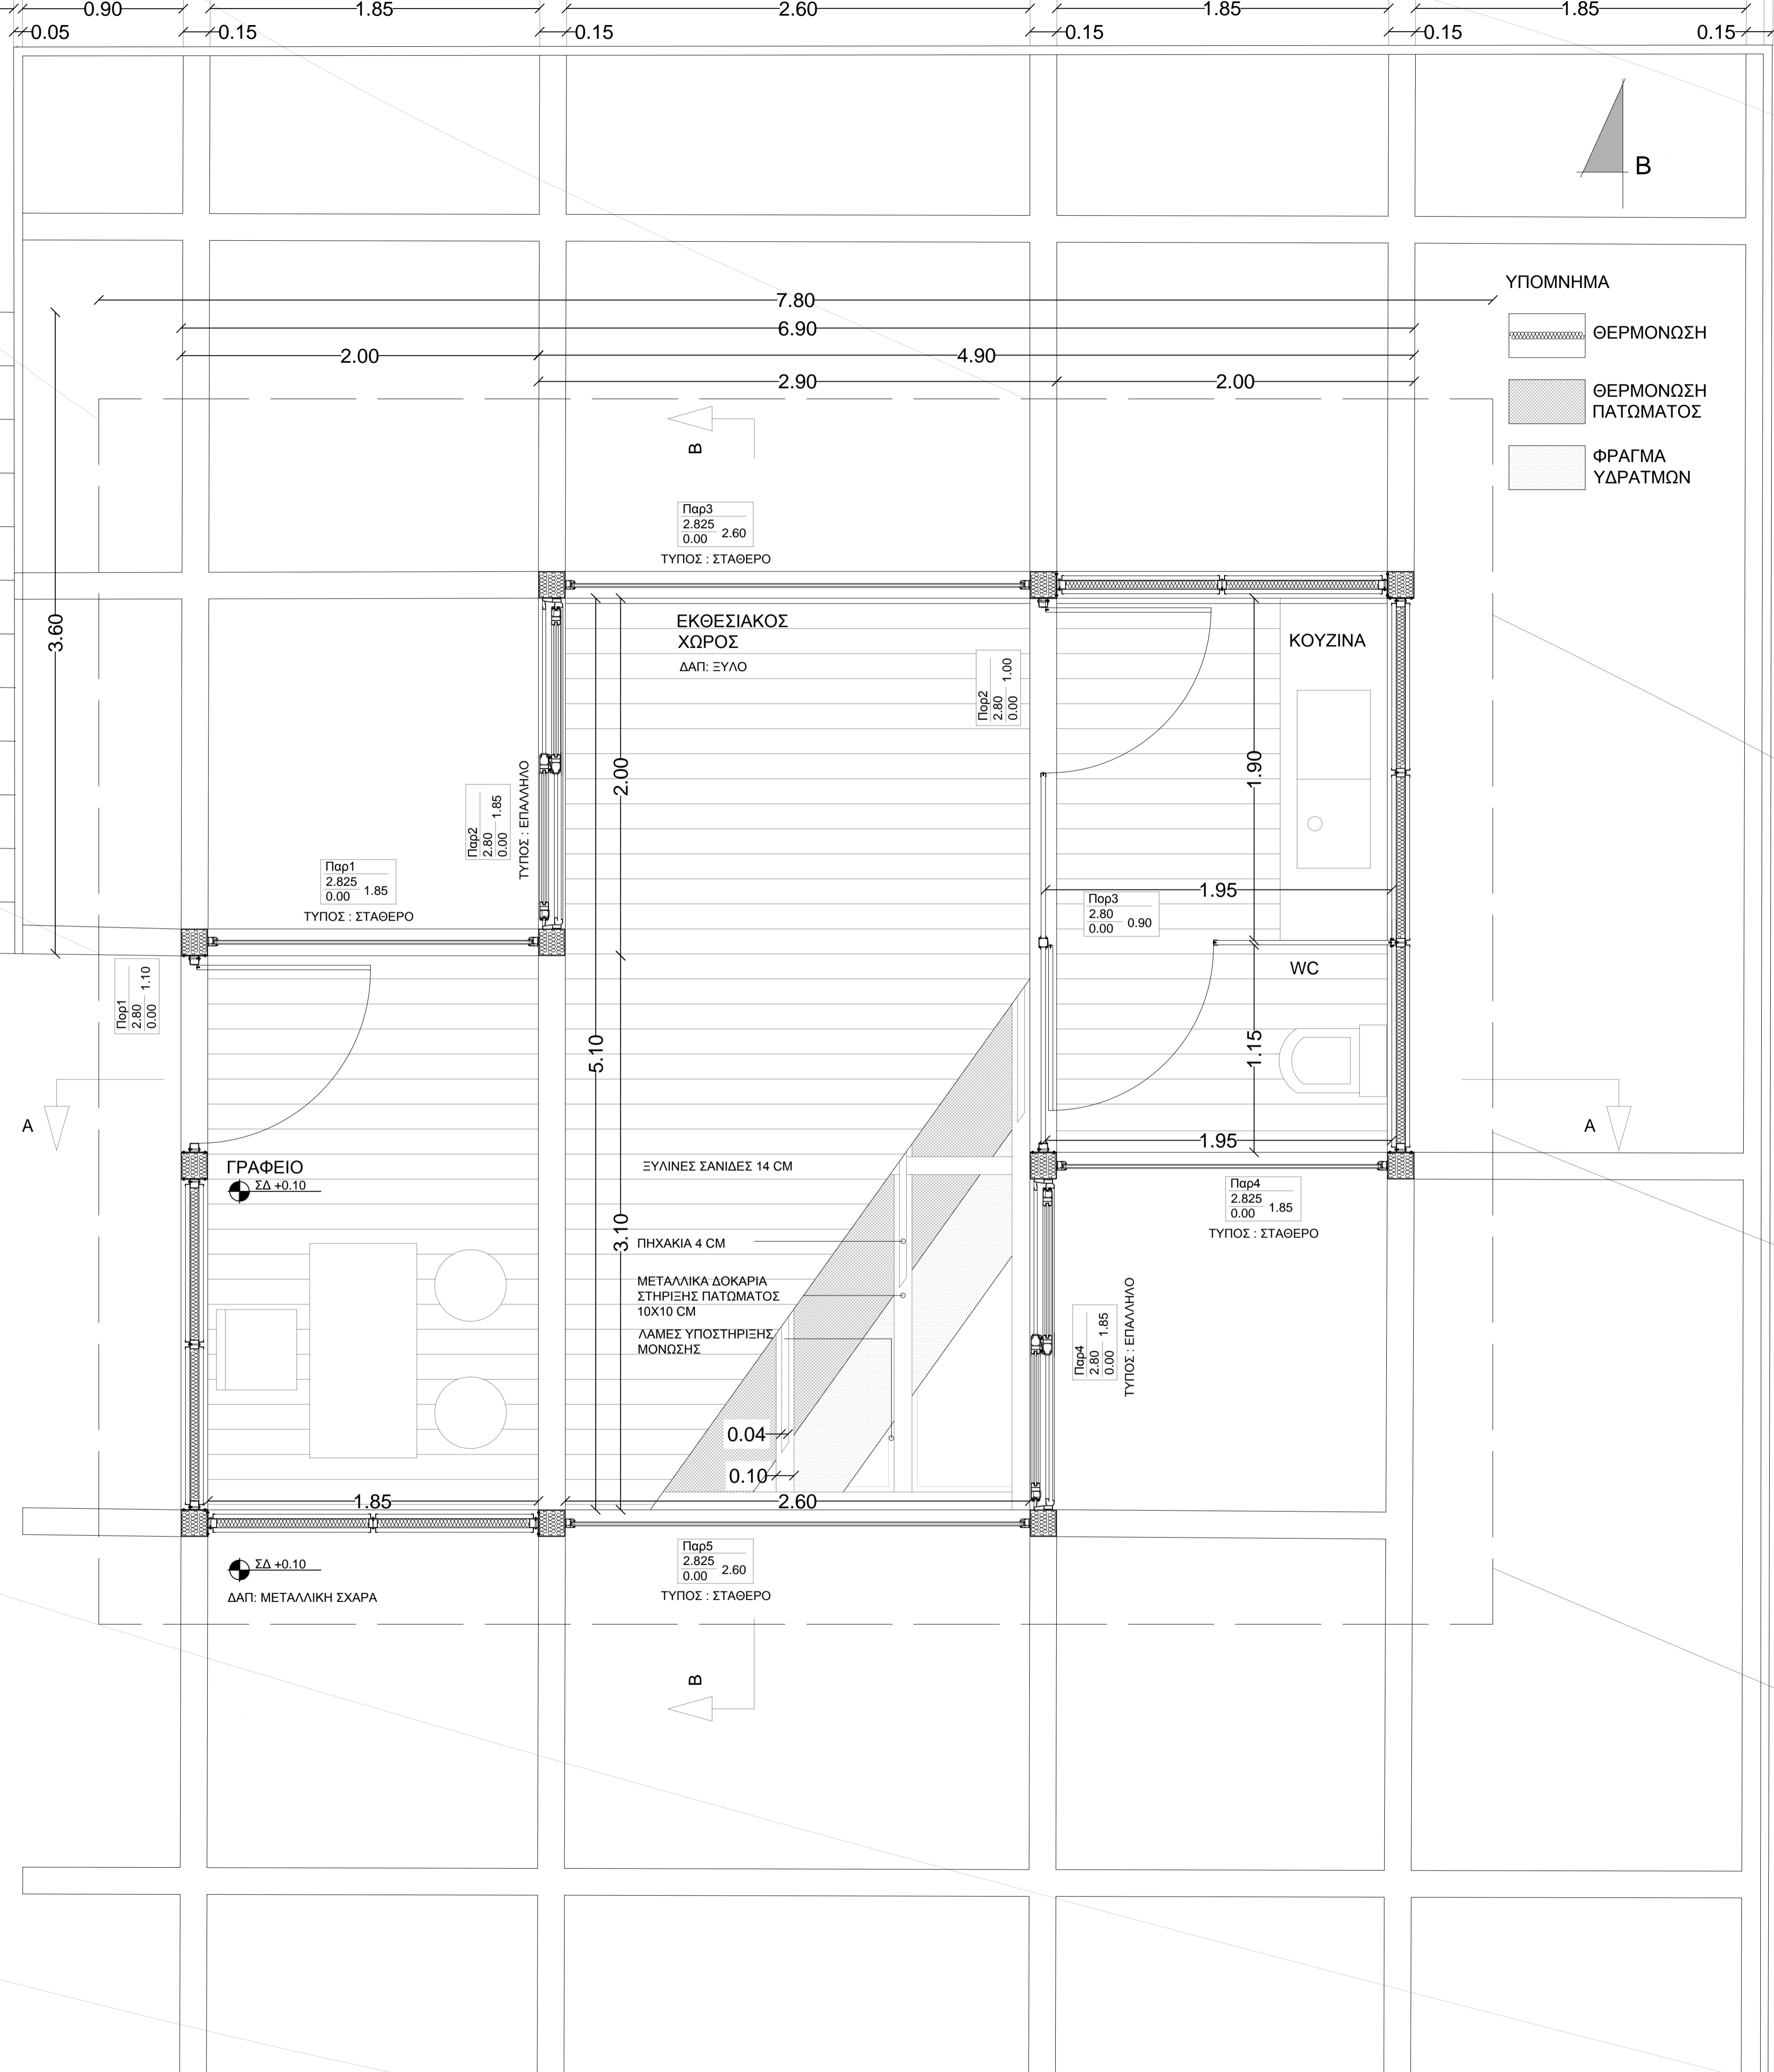 0.90 1.85 2.60 1.85 1.85
0.05 0.15 0.15 0.15 0.15 0.15
Β
ΥΠΟΜΝΗΜΑ
ΘΕΡΜΟΝΩΣΗ
ΘΕΡΜΟΝΩΣΗ
ΠΑΤΩΜΑΤΟΣ
ΦΡΑΓΜΑ
ΥΔΡΑΤΜΩΝ
7.80
6.90
2.00 4.90
2.90 2.00
3.60
Β
Παρ3
2.825
0.00 2.60
ΤΥΠΟΣ : ΣΤΑΘΕΡΟ
ΕΚΘΕΣΙΑΚΟΣ
ΧΩΡΟΣ
ΔΑΠ: ΞΥΛΟ
ΚΟΥΖΙΝΑ
Πορ2
2.80 1.00
0.00
2.00
1.90
Παρ2
2.80 1.85
0.00
ΤΥΠΟΣ : ΕΠΑΛΛΗΛΟ
Παρ1
2.825
0.00 1.85
ΤΥΠΟΣ : ΣΤΑΘΕΡΟ
1.95
Πορ3
2.80
0.00 0.90
WC
Πορ1
2.80 1.10
0.00
5.10
1.15
Α
Α
1.95
ΓΡΑΦΕΙΟ
ΣΔ +0.10
ΞΥΛΙΝΕΣ ΣΑΝΙΔΕΣ 14 CM
Παρ4
2.825
0.00 1.85
ΤΥΠΟΣ : ΣΤΑΘΕΡΟ
3.10
ΠΗΧΑΚΙΑ 4 CM
ΜΕΤΑΛΛΙΚΑ ΔΟΚΑΡΙΑ
ΣΤΗΡΙΞΗΣ ΠΑΤΩΜΑΤΟΣ
10X10 CM
ΛΑΜΕΣ ΥΠΟΣΤΗΡΙΞΗΣ
ΜΟΝΩΣΗΣ
Παρ4
2.80 1.85
0.00
ΤΥΠΟΣ : ΕΠΑΛΛΗΛΟ
0.04
0.10
1.85 2.60
Παρ5
2.825
0.00 2.60
ΤΥΠΟΣ : ΣΤΑΘΕΡΟ
ΣΔ +0.10
ΔΑΠ: ΜΕΤΑΛΛΙΚΗ ΣΧΑΡΑ
Β